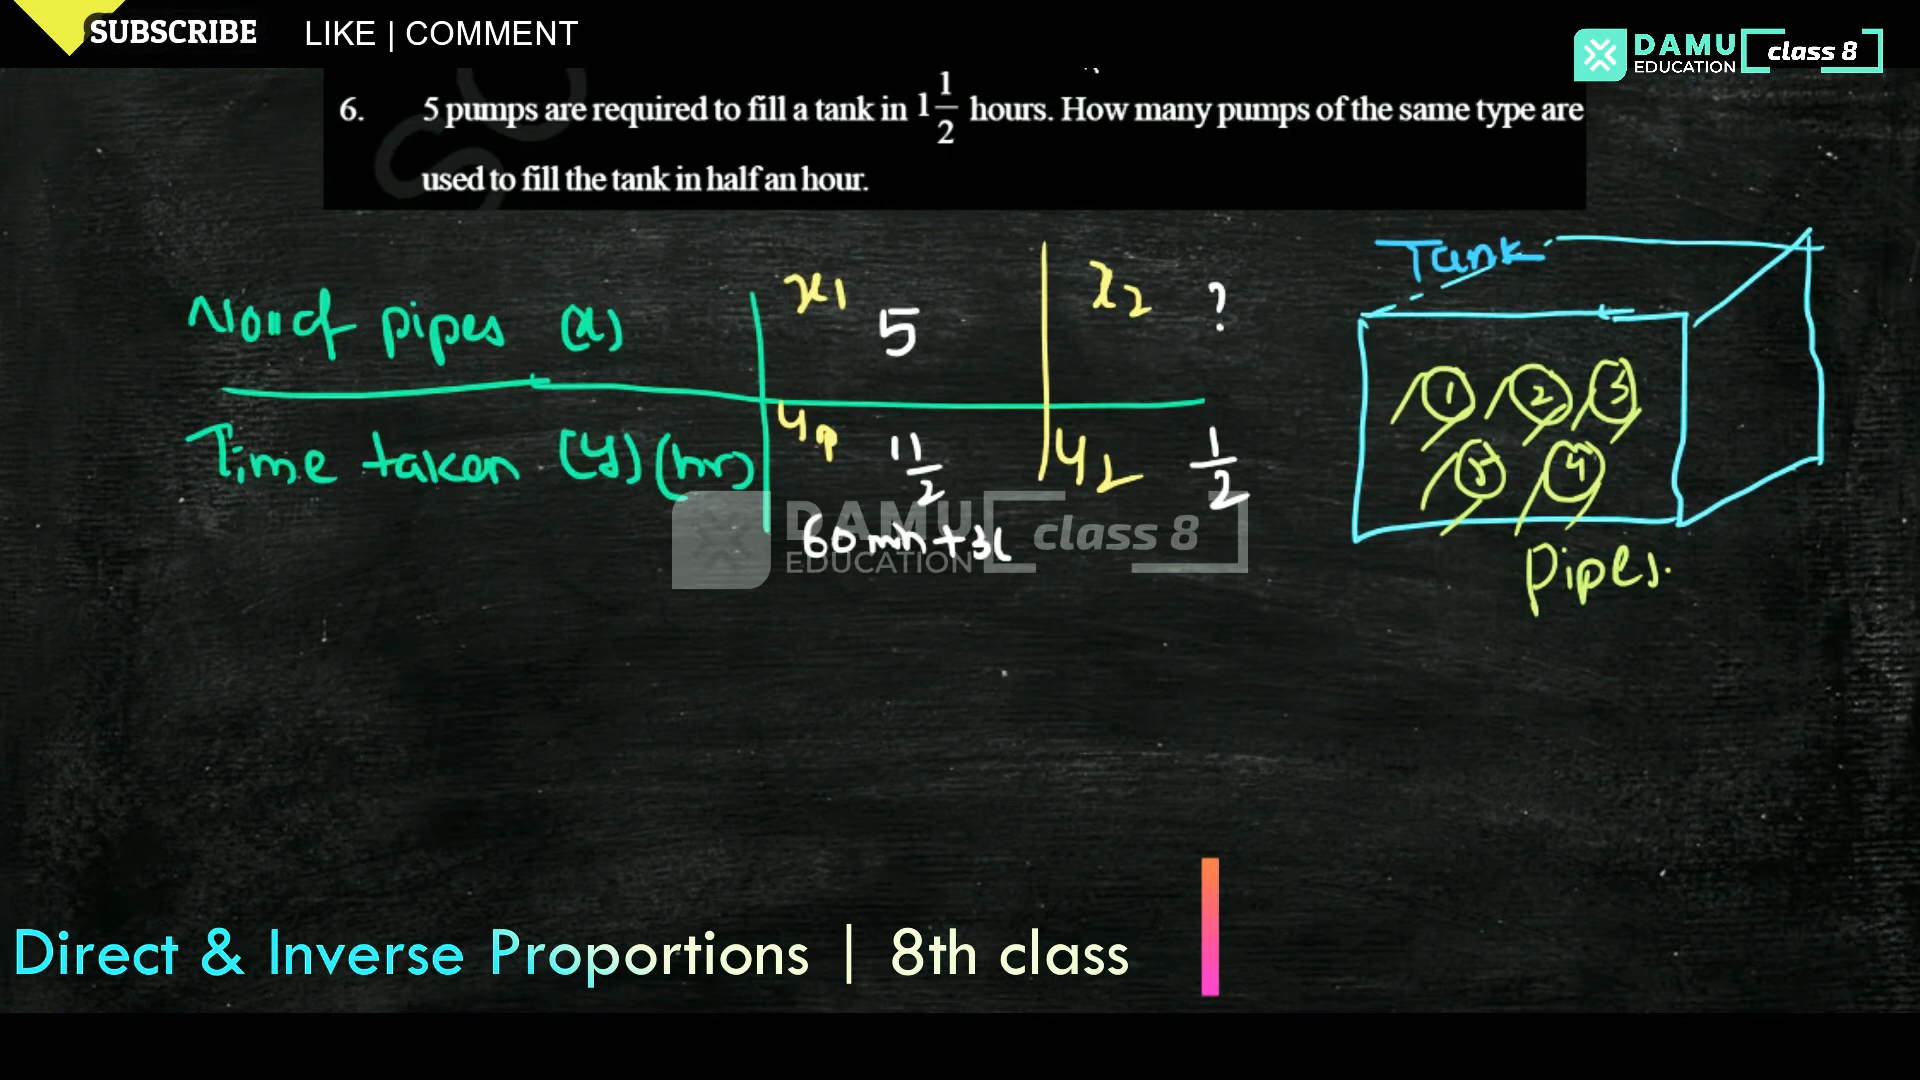 SUBSCRIBE LIKE | COMMENT
DAMU EDUCATION class 8
6. 5 pumps are required to fill a tank in 1 1/2 hours. How many pumps of the same type are
used to fill the tank in half an hour.
Tank
No. of pipes (x) x1 5 x2 ?
Time taken (y) (hr) y1 1 1/2 y2 1/2
1 2 3
5 4
60 min + 3
DAMU EDUCATION class 8
Pipes.
Direct & Inverse Proportions | 8th class